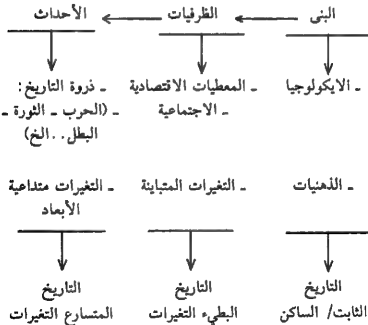 البنى الظرفيات الأحداث
ـ الايكولوجيا ـ المعطيات الاقتصادية ـ ذروة التاريخ:
ـ الاجتماعية ـ (الحرب ـ الثورة ـ
البطل..الخ)
ـ الذهنيات ـ التغيرات المتباينة ـ التغيرات متداعية
الأبعاد
التاريخ التاريخ التاريخ
الثابت/ الساكن البطيء التغيرات المتسارع التغيرات